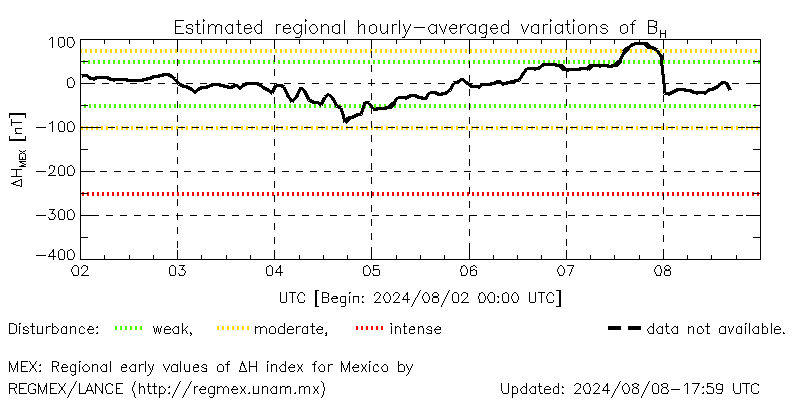 Estimated regional hourly-averaged variations of B_H
100
0
-100
-200
-300
-400
ΔH_MEX [nT]
02 03 04 05 06 07 08
UTC [Begin: 2024/08/02 00:00 UTC]
Disturbance: weak, moderate, intense data not available.
MEX: Regional early values of ΔH index for Mexico by
REGMEX/LANCE (http://regmex.unam.mx) Updated: 2024/08/08-17:59 UTC